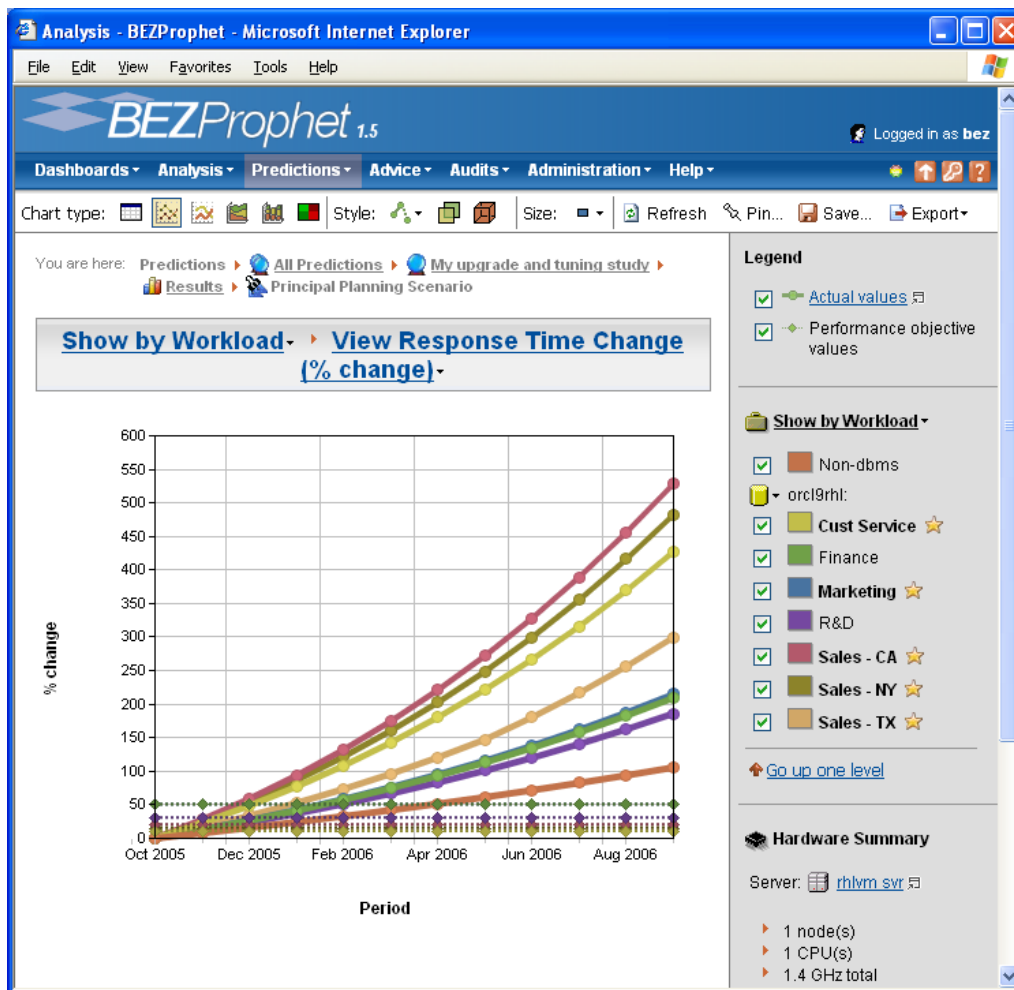 Analysis - BEZProphet - Microsoft Internet Explorer
File Edit View Favorites Tools Help
BEZProphet 1.5
Logged in as bez
Dashboards Analysis Predictions Advice Audits Administration Help
Chart type: Style: Size: Refresh Pin... Save... Export
You are here: Predictions All Predictions My upgrade and tuning study
Results Principal Planning Scenario
Show by Workload View Response Time Change
(% change)
600
550
500
450
400
350
300
250
200
150
100
50
0
% change
Oct 2005 Dec 2005 Feb 2006 Apr 2006 Jun 2006 Aug 2006
Period
Legend
Actual values
Performance objective
values
Show by Workload
Non-dbms
orcl9rhl:
Cust Service
Finance
Marketing
R&D
Sales - CA
Sales - NY
Sales - TX
Go up one level
Hardware Summary
Server: rhlvm svr
1 node(s)
1 CPU(s)
1.4 GHz total